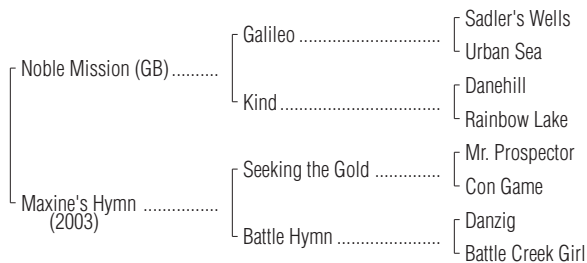 Sadler's Wells
Galileo ................................
Urban Sea
Noble Mission (GB) ..........
Danehill
Kind ....................................
Rainbow Lake
Mr. Prospector
Seeking the Gold ................
Con Game
Maxine's Hymn ................
(2003)
Danzig
Battle Hymn .......................
Battle Creek Girl